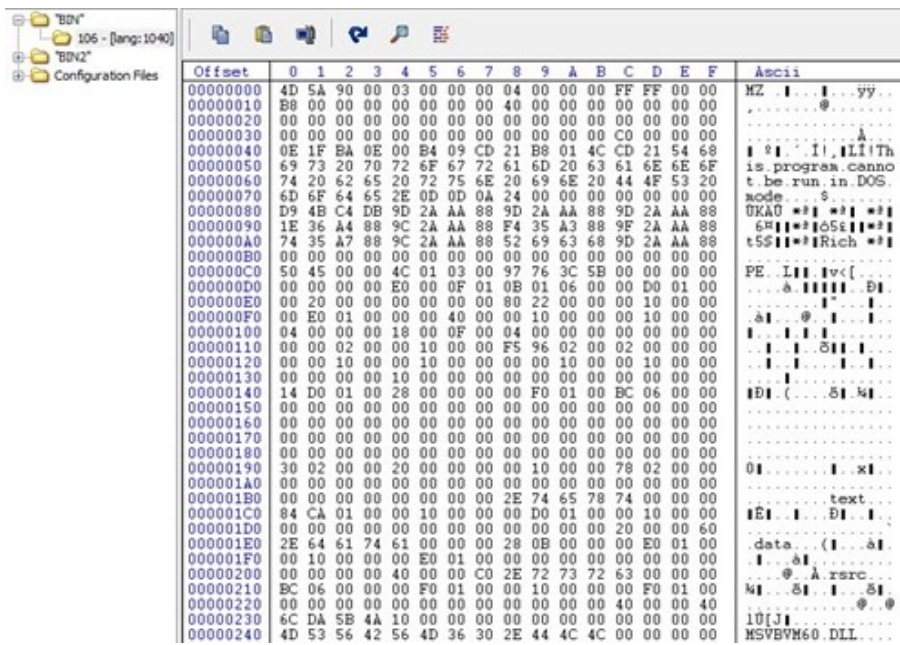 "BIN"
106 - [lang:1040]
"BIN2"
Configuration Files
Offset 0 1 2 3 4 5 6 7 8 9 A B C D E F Ascii
00000000 4D 5A 90 00 03 00 00 00 04 00 00 00 FF FF 00 00 MZ ... ÿÿ..
00000010 B8 00 00 00 00 00 00 00 40 00 00 00 00 00 00 00 ¸.......@.......
00000020 00 00 00 00 00 00 00 00 00 00 00 00 00 00 00 00 ................
00000030 00 00 00 00 00 00 00 00 00 00 00 00 C0 00 00 00 ............À...
00000040 0E 1F BA 0E 00 B4 09 CD 21 B8 01 4C CD 21 54 68 º .´.Í!¸ LÍ!Th
00000050 69 73 20 70 72 6F 67 72 61 6D 20 63 61 6E 6E 6F is.program.canno
00000060 74 20 62 65 20 72 75 6E 20 69 6E 20 44 4F 53 20 t.be.run.in.DOS.
00000070 6D 6F 64 65 2E 0D 0D 0A 24 00 00 00 00 00 00 00 mode....$.......
00000080 D9 4B C4 DB 9D 2A AA 88 9D 2A AA 88 9D 2A AA 88 ÙKÄÛ *ª *ª *ª
00000090 1E 36 A4 88 9C 2A AA 88 F4 35 A3 88 9F 2A AA 88 6¤ *ª ô5£ *ª
000000A0 74 35 A7 88 9C 2A AA 88 52 69 63 68 9D 2A AA 88 t5§ *ª Rich *ª
000000B0 00 00 00 00 00 00 00 00 00 00 00 00 00 00 00 00 ................
000000C0 50 45 00 00 4C 01 03 00 97 76 3C 5B 00 00 00 00 PE..L . v<[....
000000D0 00 00 00 00 E0 00 0F 01 0B 01 06 00 00 D0 01 00 ....à. . Ð .
000000E0 00 20 00 00 00 00 00 00 80 22 00 00 00 10 00 00 ........ ".. ..
000000F0 00 E0 01 00 00 00 40 00 00 10 00 00 00 10 00 00 .à ...@.. ... ..
00000100 04 00 00 00 18 00 0F 00 04 00 00 00 00 00 00 00 ... . . .......
00000110 00 00 02 00 00 10 00 00 F5 96 02 00 02 00 00 00 .. .. ..õ . ...
00000120 00 00 10 00 00 10 00 00 00 00 10 00 00 10 00 00 .. .. .... .. ..
00000130 00 00 00 00 10 00 00 00 00 00 00 00 00 00 00 00 .... ...........
00000140 14 D0 01 00 28 00 00 00 00 F0 01 00 BC 06 00 00 Ð .(....ð .¼ ..
00000150 00 00 00 00 00 00 00 00 00 00 00 00 00 00 00 00 ................
00000160 00 00 00 00 00 00 00 00 00 00 00 00 00 00 00 00 ................
00000170 00 00 00 00 00 00 00 00 00 00 00 00 00 00 00 00 ................
00000180 00 00 00 00 00 00 00 00 00 00 00 00 00 00 00 00 ................
00000190 30 02 00 00 20 00 00 00 00 10 00 00 78 02 00 00 0 ....... ..x ..
000001A0 00 00 00 00 00 00 00 00 00 00 00 00 00 00 00 00 ................
000001B0 00 00 00 00 00 00 00 00 2E 74 65 78 74 00 00 00 .........text...
000001C0 84 CA 01 00 00 10 00 00 00 D0 01 00 00 10 00 00 Ê .. ...Ð .. ..
000001D0 00 00 00 00 00 00 00 00 00 00 00 00 20 00 00 60 ...............`
000001E0 2E 64 61 74 61 00 00 00 28 0B 00 00 00 E0 01 00 .data...( ...à .
000001F0 00 10 00 00 00 E0 01 00 00 00 00 00 00 00 00 00 . ...à .........
00000200 00 00 00 00 40 00 00 C0 2E 72 73 72 63 00 00 00 ....@..À.rsrc...
00000210 BC 06 00 00 00 F0 01 00 00 10 00 00 00 F0 01 00 ¼ ...ð .. ...ð .
00000220 00 00 00 00 00 00 00 00 00 00 00 00 40 00 00 40 ............@..@
00000230 6C DA 5B 4A 10 00 00 00 00 00 00 00 00 00 00 00 lÚ[J ...........
00000240 4D 53 56 42 56 4D 36 30 2E 44 4C 4C 00 00 00 00 MSVBVM60.DLL....